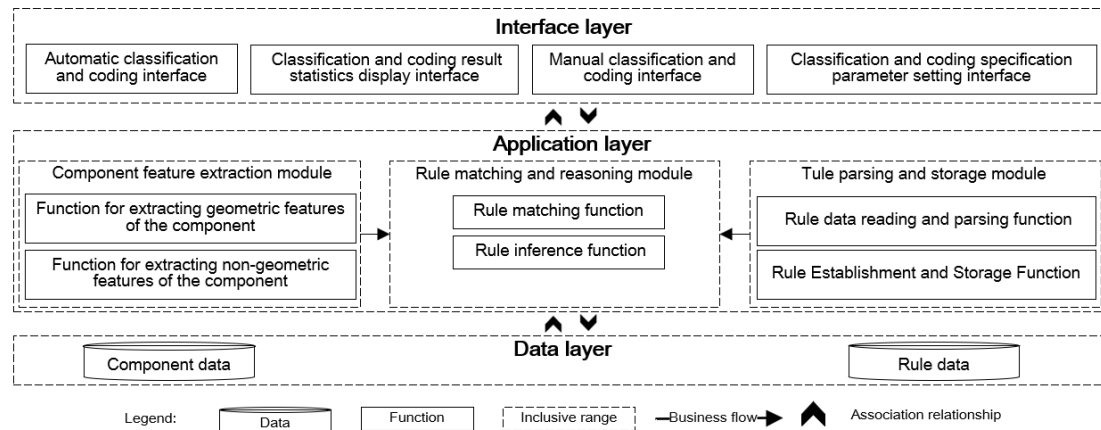 Interface layer
Automatic classification
and coding interface
Classification and coding result
statistics display interface
Manual classification and
coding interface
Classification and coding specification
parameter setting interface
Application layer
Component feature extraction module
Function for extracting geometric features
of the component
Function for extracting non-geometric
features of the component
Rule matching and reasoning module
Rule matching function
Rule inference function
Tule parsing and storage module
Rule data reading and parsing function
Rule Establishment and Storage Function
Data layer
Component data
Rule data
Legend:
Data
Function
Inclusive range
Business flow
Association relationship